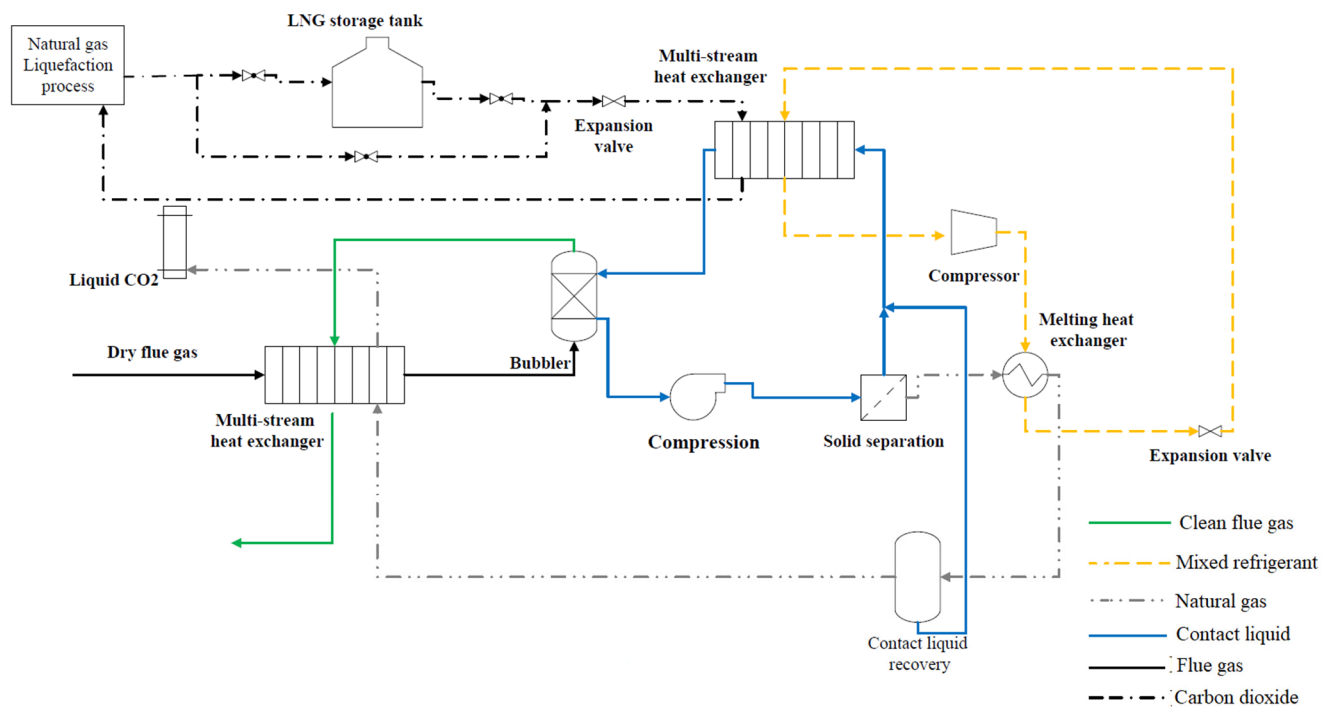 LNG storage tank
Natural gas
Liquefaction
process
Multi-stream
heat exchanger
Expansion
valve
Liquid CO2
Compressor
Melting heat
exchanger
Dry flue gas
Bubbler
Multi-stream
heat exchanger
Compression
Solid separation
Expansion valve
Contact liquid
recovery
Clean flue gas
Mixed refrigerant
Natural gas
Contact liquid
Flue gas
Carbon dioxide